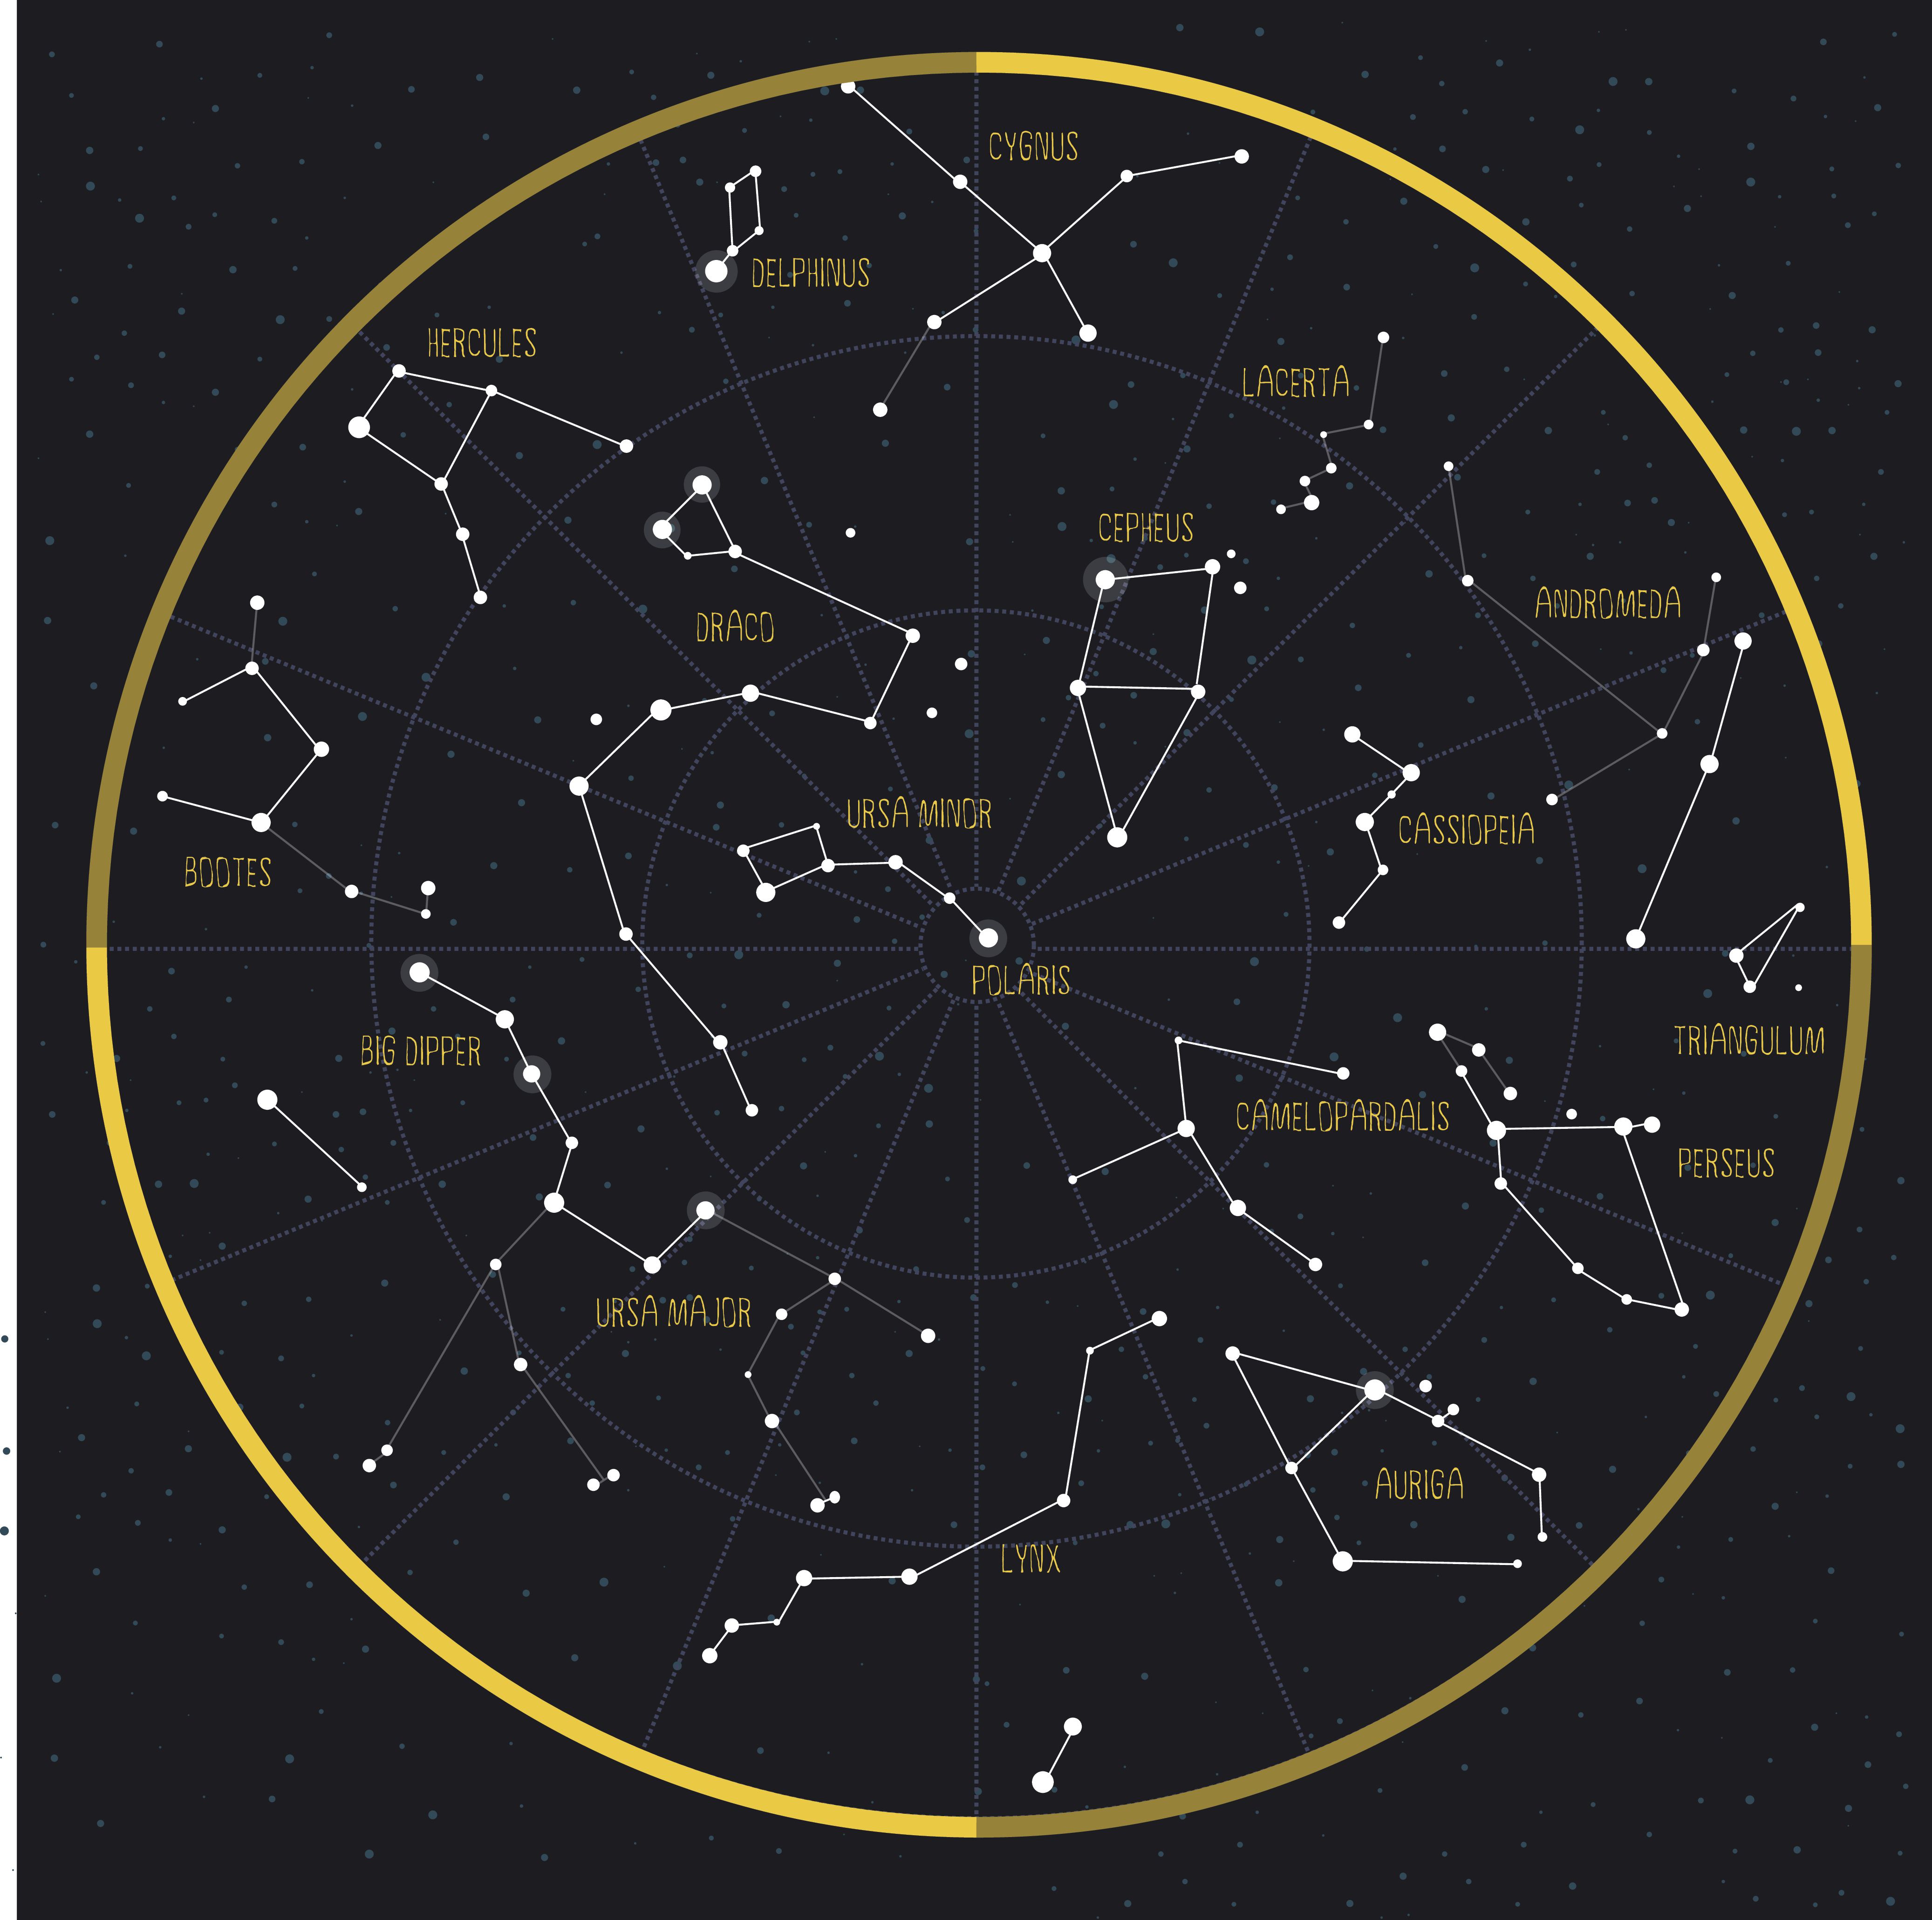 CYGNUS
DELPHINUS
HERCULES
LACERTA
CEPHEUS
ANDROMEDA
DRACO
URSA MINOR
CASSIOPEIA
BOOTES
POLARIS
TRIANGULUM
BIG DIPPER
CAMELOPARDALIS
PERSEUS
URSA MAJOR
AURIGA
LYNX